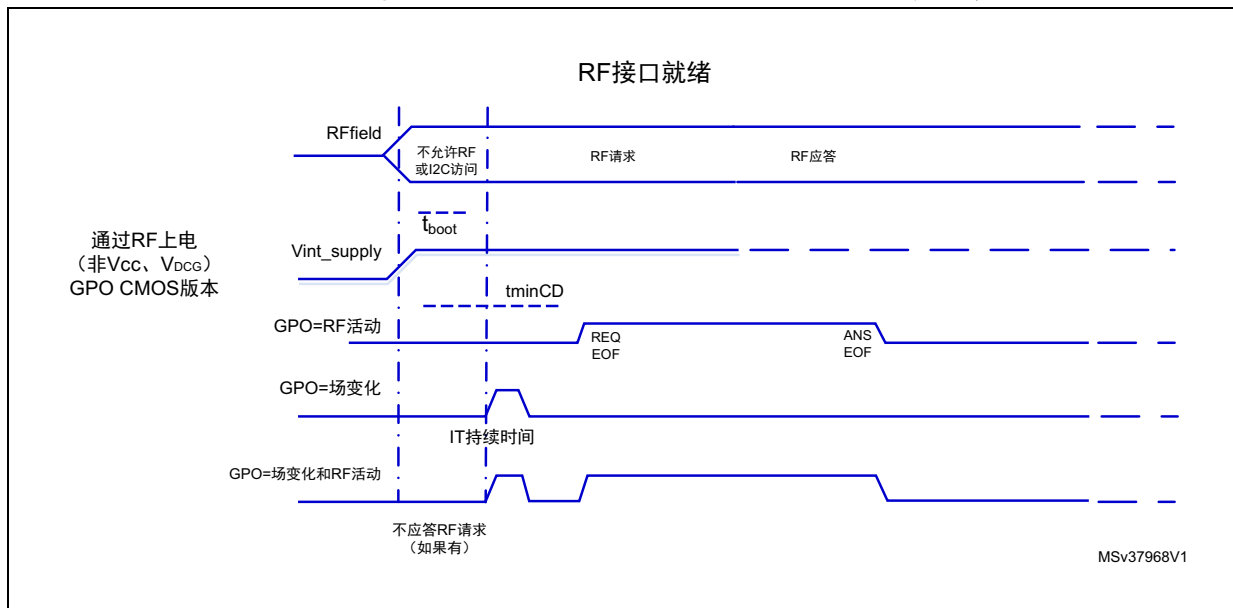 RF接口就绪
RFfield
不允许RF
或I2C访问
RF请求
RF应答
tboot
通过RF上电
（非Vcc、VDCG）
GPO CMOS版本
Vint_supply
tminCD
GPO=RF活动
REQ
EOF
ANS
EOF
GPO=场变化
IT持续时间
GPO=场变化和RF活动
不应答RF请求
（如果有）
MSv37968V1